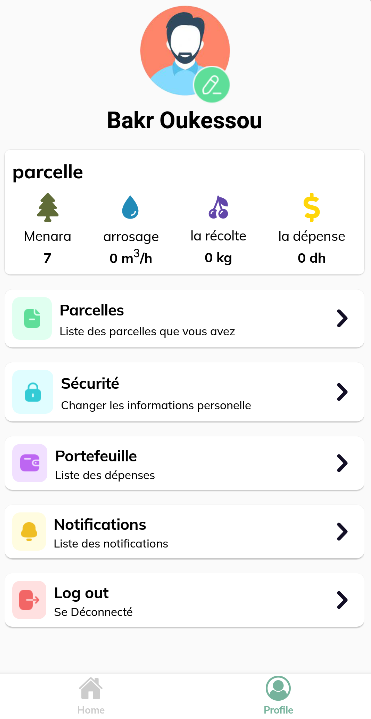 Bakr Oukessou
parcelle
Menara arrosage la récolte la dépense
7 0 m³/h 0 kg 0 dh
Parcelles
Liste des parcelles que vous avez
Sécurité
Changer les informations personelle
Portefeuille
Liste des dépenses
Notifications
Liste des notifications
Log out
Se Déconnecté
Home Profile